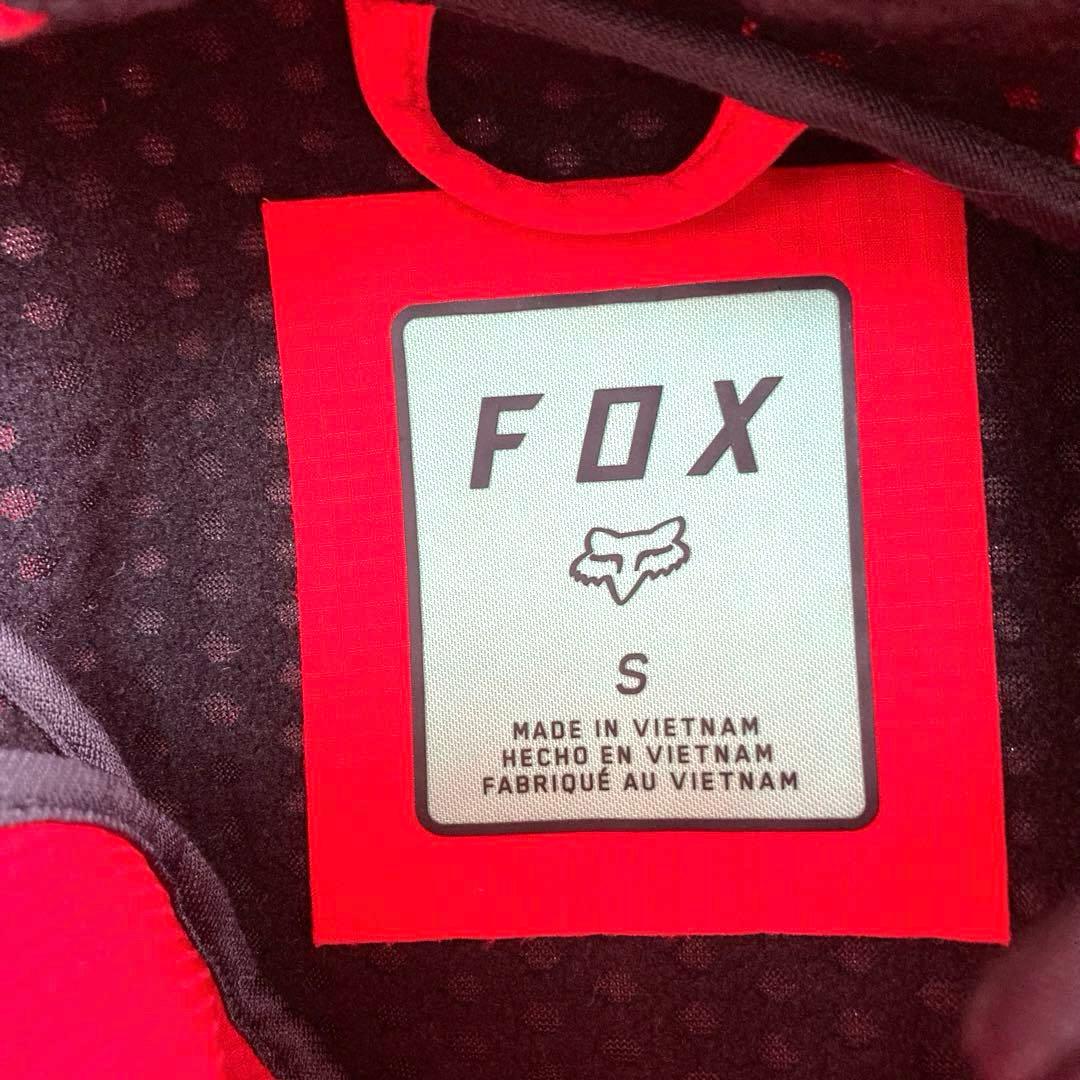 FOX
S
MADE IN VIETNAM
HECHO EN VIETNAM
FABRIQUÉ AU VIETNAM